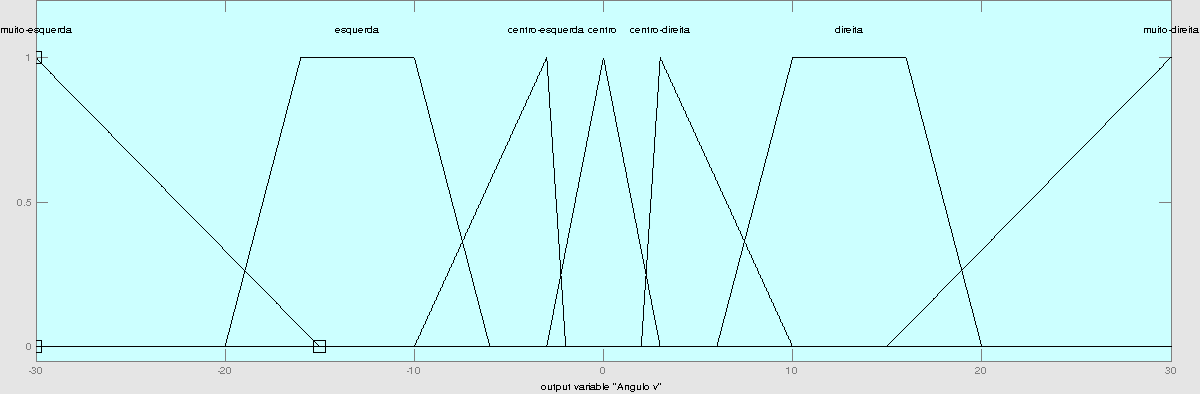 muito-esquerda esquerda centro-esquerda centro centro-direita direita muito-direita
1
0.5
0
-30 -20 -10 0 10 20 30
output variable "Angulo v"